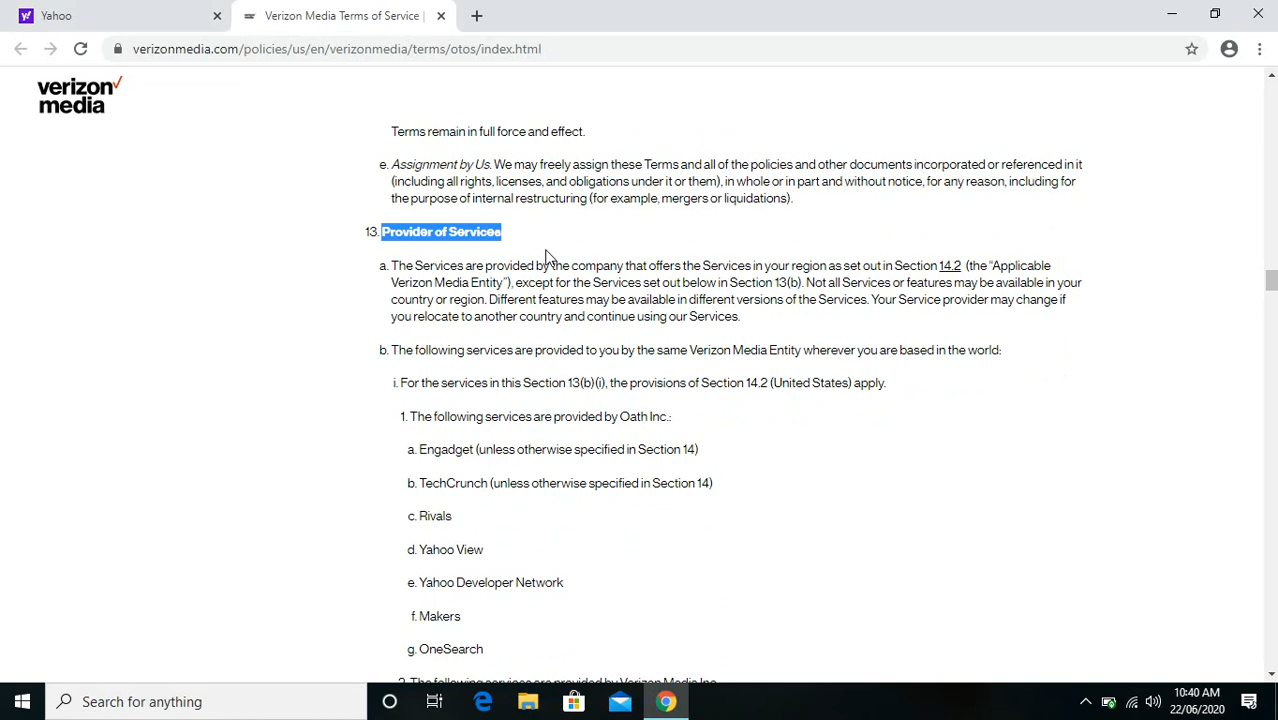 Yahoo
Verizon Media Terms of Service |
verizonmedia.com/policies/us/en/verizonmedia/terms/otos/index.html
verizon✓
media
Terms remain in full force and effect.
e. Assignment by Us. We may freely assign these Terms and all of the policies and other documents incorporated or referenced in it
(including all rights, licenses, and obligations under it or them), in whole or in part and without notice, for any reason, including for
the purpose of internal restructuring (for example, mergers or liquidations).
13. Provider of Services
a. The Services are provided by the company that offers the Services in your region as set out in Section 14.2 (the “Applicable
Verizon Media Entity”), except for the Services set out below in Section 13(b). Not all Services or features may be available in your
country or region. Different features may be available in different versions of the Services. Your Service provider may change if
you relocate to another country and continue using our Services.
b. The following services are provided to you by the same Verizon Media Entity wherever you are based in the world:
i. For the services in this Section 13(b)(i), the provisions of Section 14.2 (United States) apply.
1. The following services are provided by Oath Inc.:
a. Engadget (unless otherwise specified in Section 14)
b. TechCrunch (unless otherwise specified in Section 14)
c. Rivals
d. Yahoo View
e. Yahoo Developer Network
f. Makers
g. OneSearch
2. The following services are provided by Verizon Media Inc.
Search for anything
10:40 AM
22/06/2020